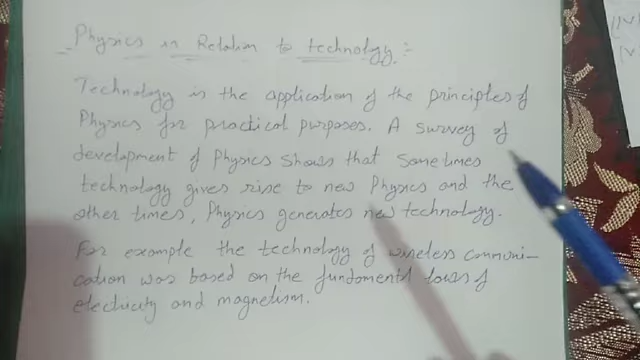 Physics in Relation to technology :-
Technology is the application of the principles of
Physics for practical purposes. A survey of
development of Physics shows that sometimes
technology gives rise to new Physics and the
other times, Physics generates new technology.
For example the technology of wireless communi-
cation was based on the fundamental laws of
electricity and magnetism.